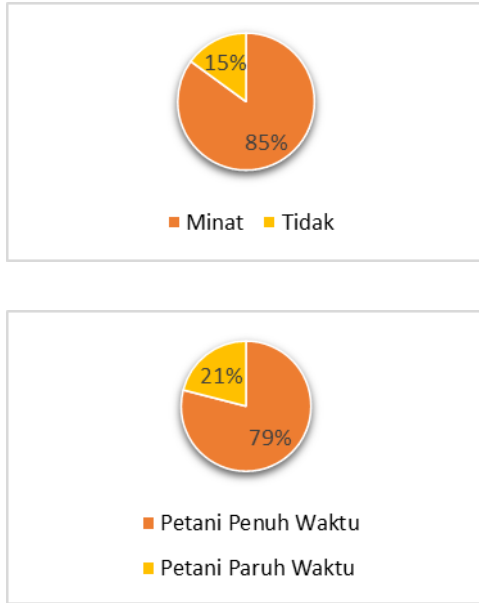 15%
85%
Minat Tidak
21%
79%
Petani Penuh Waktu
Petani Paruh Waktu